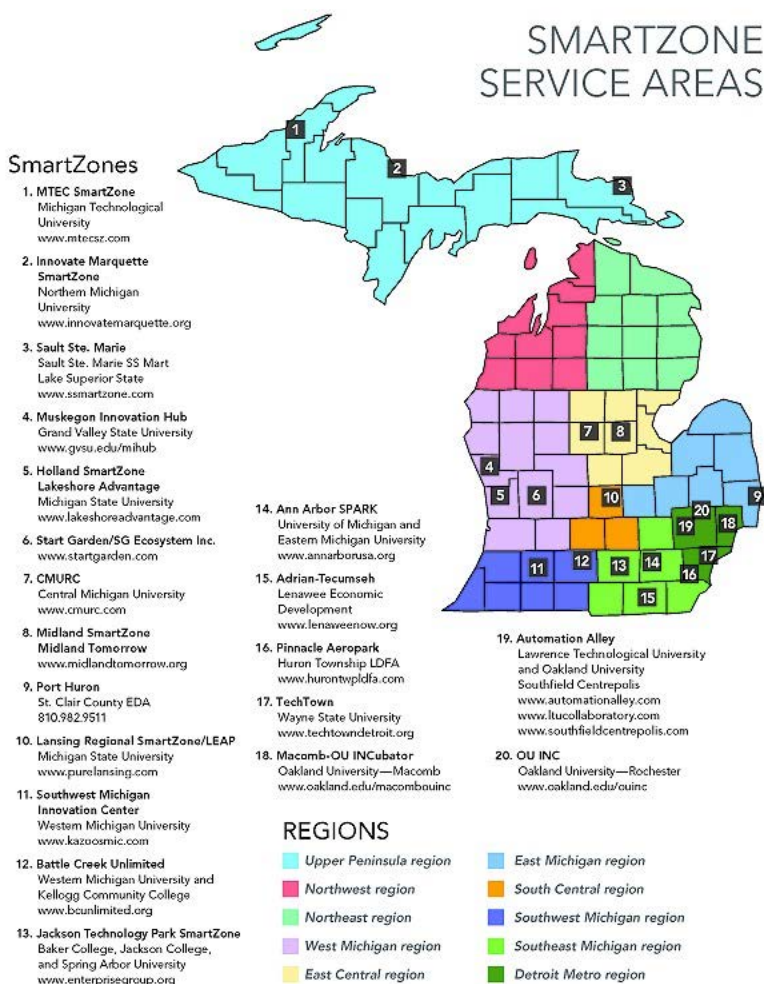 SMARTZONE
SERVICE AREAS
1
2
3
7
8
4
5
6
10
9
20
19
18
11
12
13
14
17
16
15
SmartZones
1. MTEC SmartZone
Michigan Technological
University
www.mtecsz.com
2. Innovate Marquette
SmartZone
Northern Michigan
University
www.innovatemarquette.org
3. Sault Ste. Marie
Sault Ste. Marie SS Mart
Lake Superior State
www.ssmartzone.com
4. Muskegon Innovation Hub
Grand Valley State University
www.gvsu.edu/mihub
5. Holland SmartZone
Lakeshore Advantage
Michigan State University
www.lakeshoreadvantage.com
6. Start Garden/SG Ecosystem Inc.
www.startgarden.com
7. CMURC
Central Michigan University
www.cmurc.com
8. Midland SmartZone
Midland Tomorrow
www.midlandtomorrow.org
9. Port Huron
St. Clair County EDA
810.982.9511
10. Lansing Regional SmartZone/LEAP
Michigan State University
www.purelansing.com
11. Southwest Michigan
Innovation Center
Western Michigan University
www.kazoosmic.com
12. Battle Creek Unlimited
Western Michigan University and
Kellogg Community College
www.bcunlimited.org
13. Jackson Technology Park SmartZone
Baker College, Jackson College,
and Spring Arbor University
www.enterprisegroup.org
14. Ann Arbor SPARK
University of Michigan and
Eastern Michigan University
www.annarborusa.org
15. Adrian-Tecumseh
Lenawee Economic
Development
www.lenaweenow.org
16. Pinnacle Aeropark
Huron Township LDFA
www.hurontwpldfa.com
17. TechTown
Wayne State University
www.techtowndetroit.org
18. Macomb-OU INCubator
Oakland University—Macomb
www.oakland.edu/macombouinc
19. Automation Alley
Lawrence Technological University
and Oakland University
Southfield Centrepolis
www.automationalley.com
www.ltucollaboratory.com
www.southfieldcentrepolis.com
20. OU INC
Oakland University—Rochester
www.oakland.edu/ouinc
REGIONS
Upper Peninsula region
Northwest region
Northeast region
West Michigan region
East Central region
East Michigan region
South Central region
Southwest Michigan region
Southeast Michigan region
Detroit Metro region